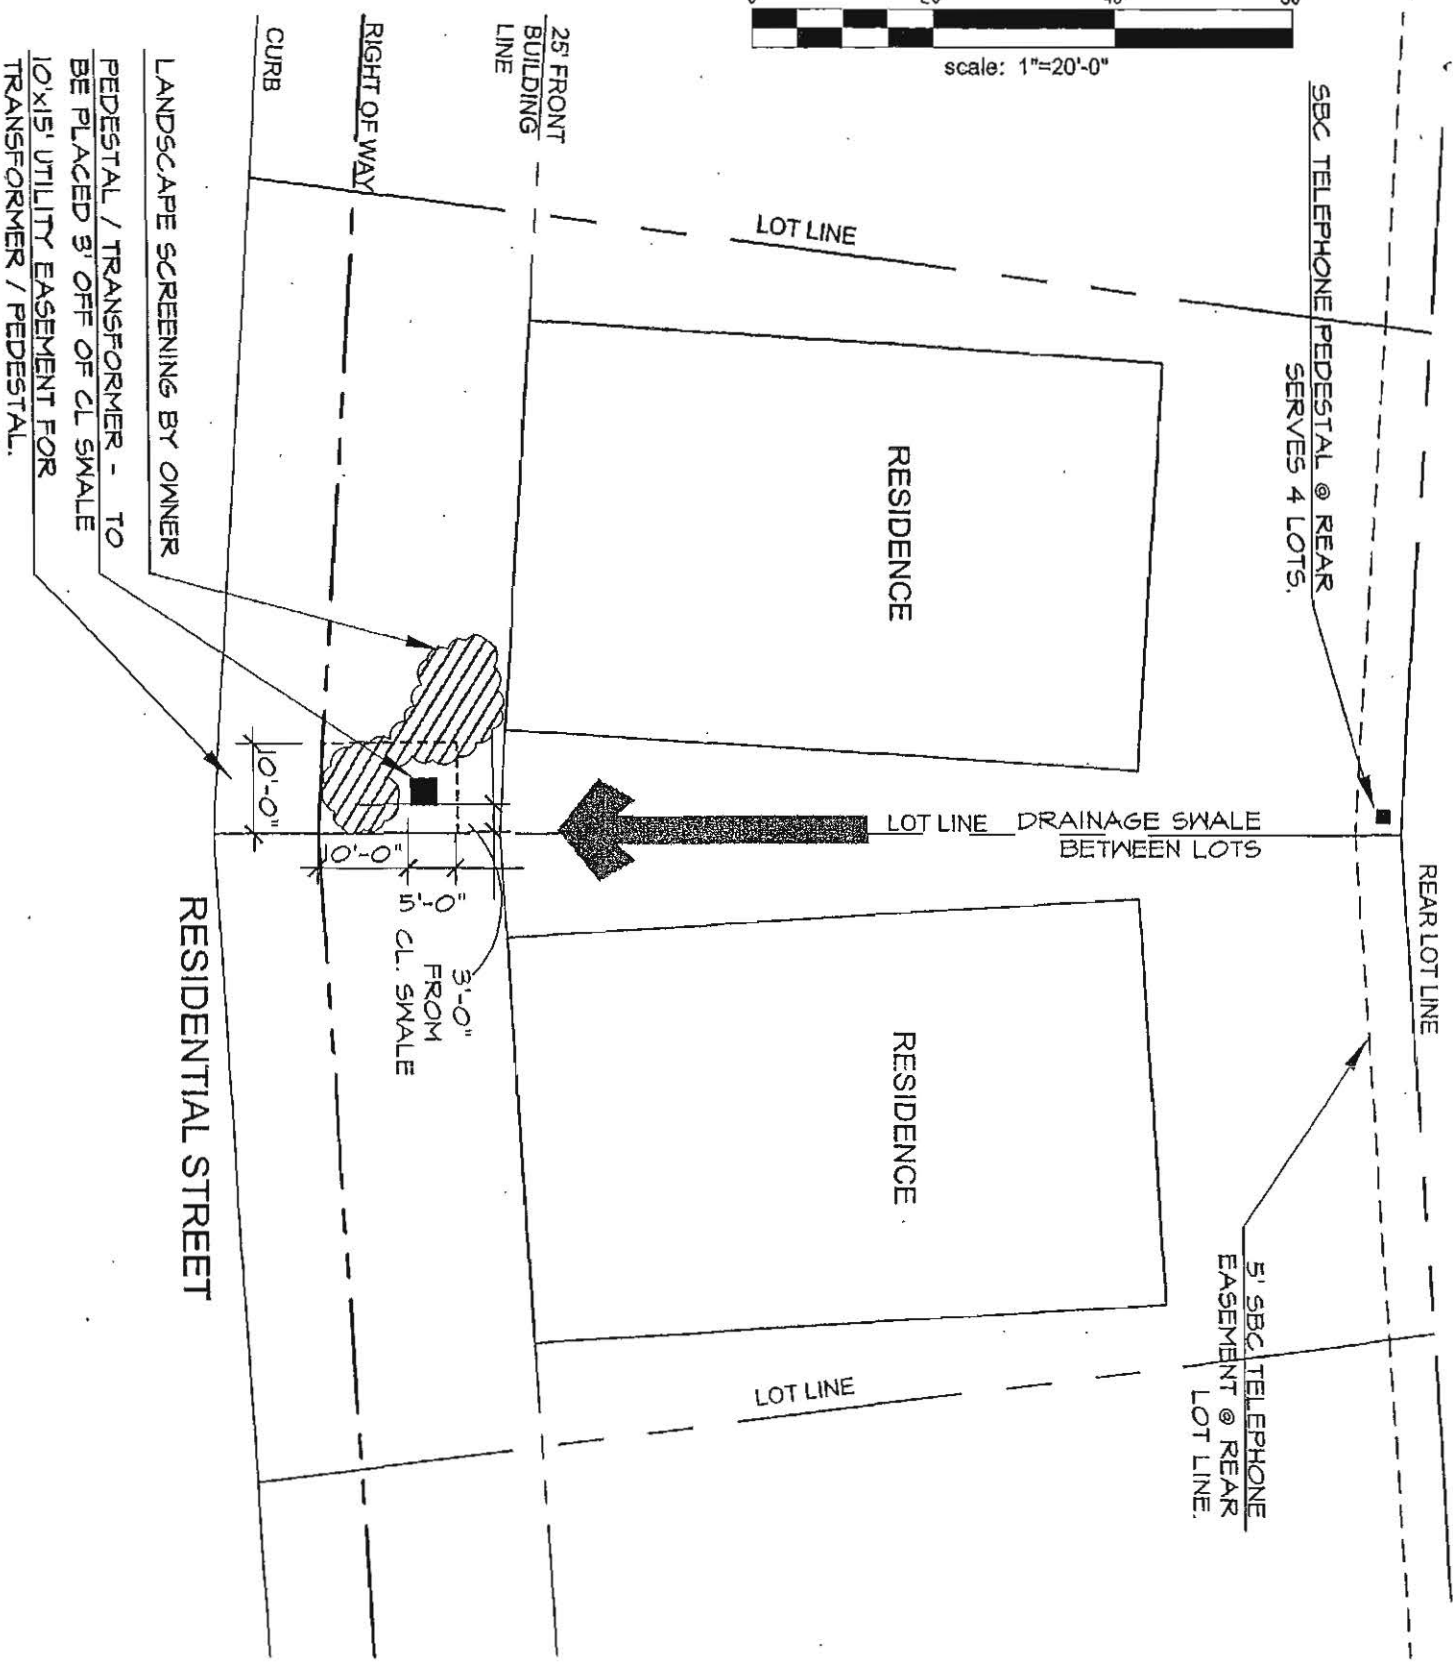 scale: 1"=20'-0"
SBC TELEPHONE PEDESTAL @ REAR
SERVES 4 LOTS.
25' FRONT
BUILDING
LINE
RIGHT OF WAY
CURB
LANDSCAPE SCREENING BY OWNER
PEDESTAL / TRANSFORMER - TO
BE PLACED 3' OFF OF CL SWALE
10'x15' UTILITY EASEMENT FOR
TRANSFORMER / PEDESTAL.
LOT LINE
RESIDENCE
LOT LINE
DRAINAGE SWALE
BETWEEN LOTS
REAR LOT LINE
10'-0"
10'-0"
5'-0"
3'-0"
FROM
CL. SWALE
RESIDENCE
5' SBC TELEPHONE
EASEMENT @ REAR
LOT LINE.
LOT LINE
RESIDENTIAL STREET